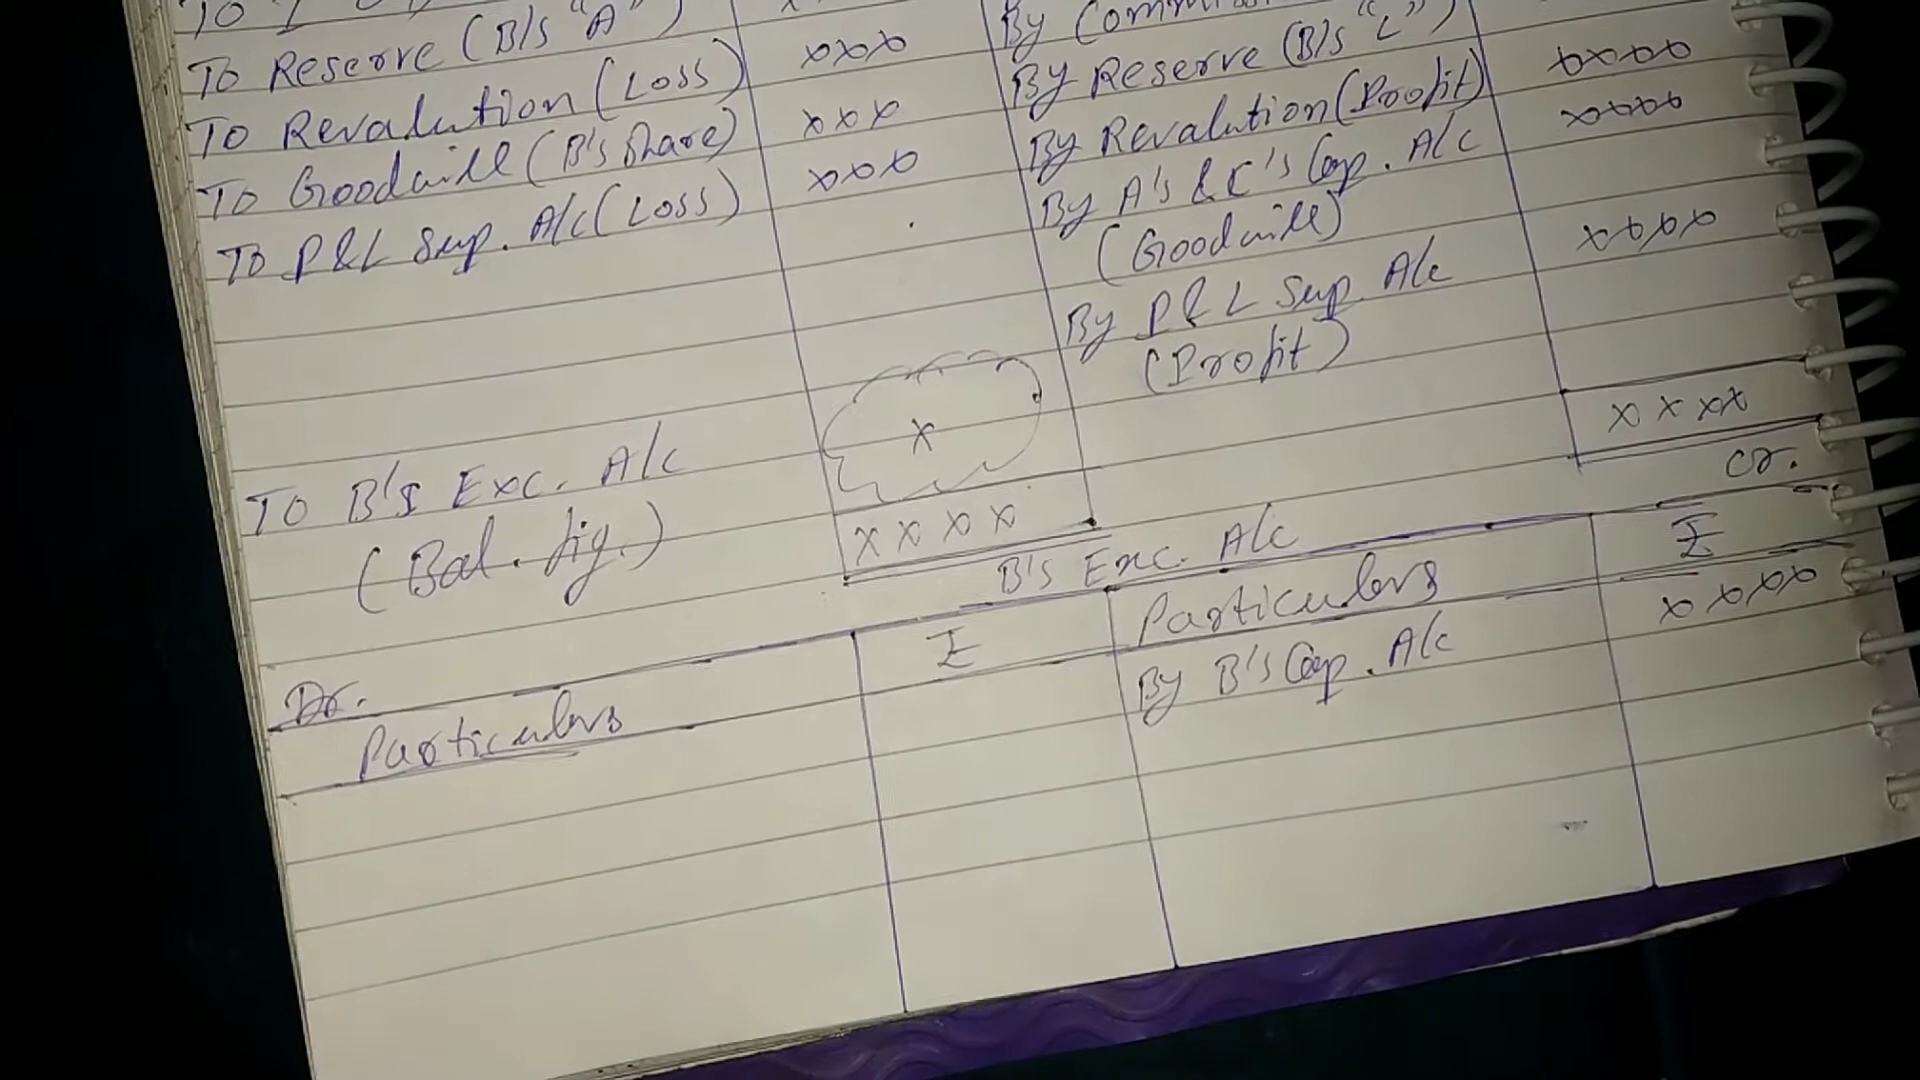 To
To Reserve (B/s "A")
To Revalution (Loss) xxx
To Goodwill (B's Share) xxx
To P&L Sup. A/c (Loss) xxx
To B's Exc. A/c x
(Bal. fig.)
xxxx
By
By Reserve (B/s "L")
By Revalution (Profit) xxxx
By A's & C's Cap. A/c xxxx
(Goodwill)
By P & L Sup. A/c xxxx
(Profit)
xxxx
B's Exc. A/c
Dr. Cr.
Particulars ₹ Particulars ₹
By B's Cap. A/c xxxx